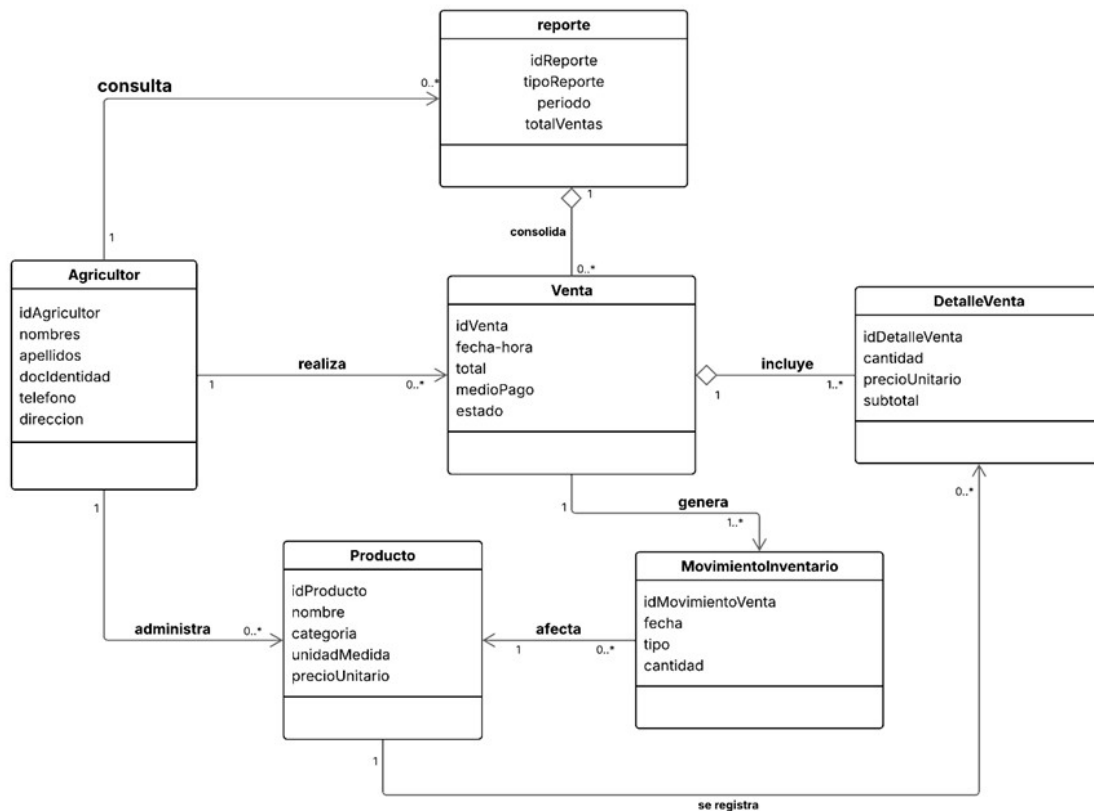 reporte
idReporte
tipoReporte
periodo
totalVentas
consulta
0..*
1
consolida
1
0..*
Agricultor
idAgricultor
nombres
apellidos
docIdentidad
telefono
direccion
realiza
1
0..*
Venta
idVenta
fecha-hora
total
medioPago
estado
incluye
1
1..*
DetalleVenta
idDetalleVenta
cantidad
precioUnitario
subtotal
1
administra
0..*
Producto
idProducto
nombre
categoria
unidadMedida
precioUnitario
1
genera
1..*
afecta
1
0..*
MovimientoInventario
idMovimientoVenta
fecha
tipo
cantidad
0..*
1
se registra